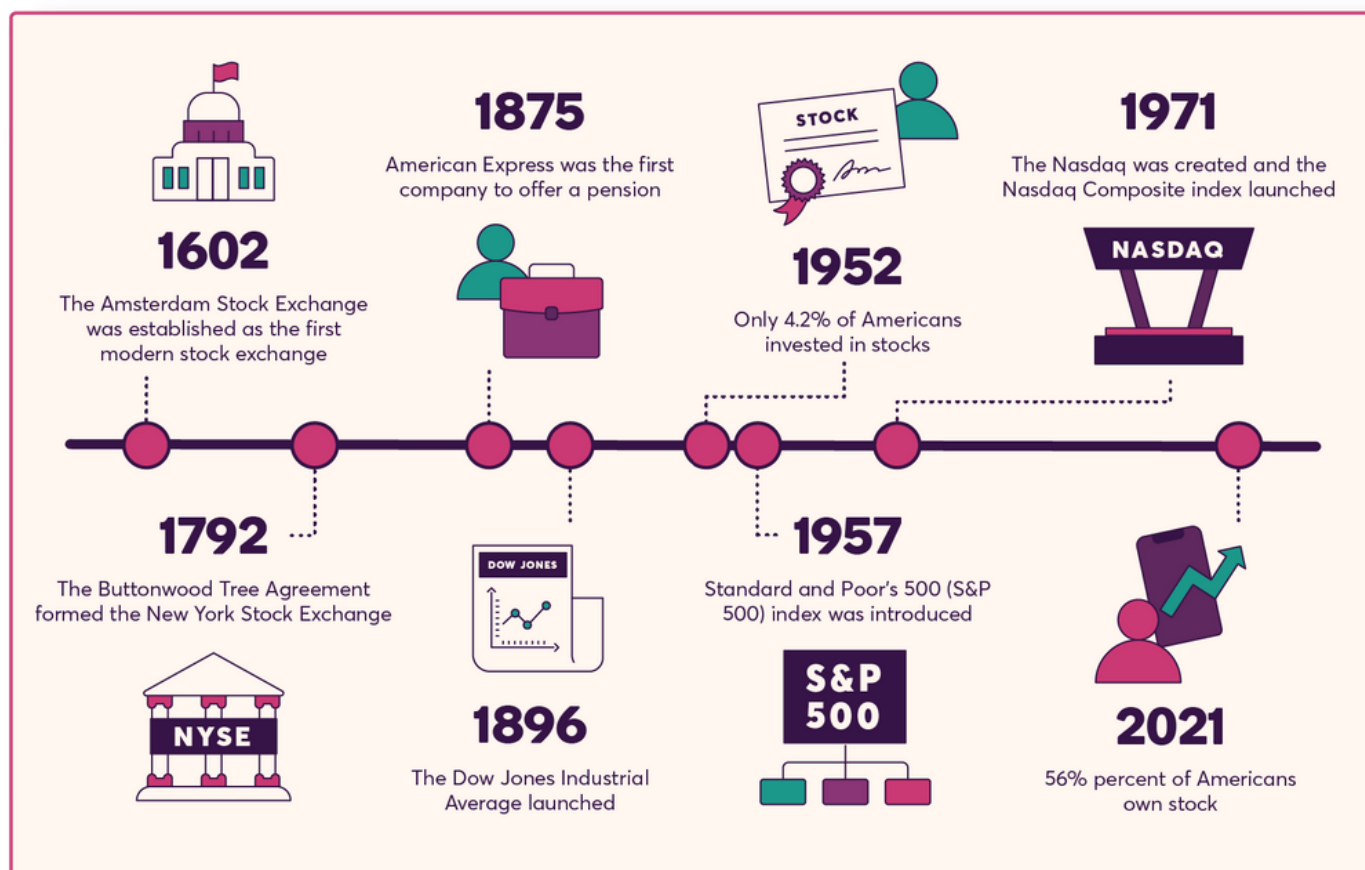 1602
The Amsterdam Stock Exchange
was established as the first
modern stock exchange
1792
The Buttonwood Tree Agreement
formed the New York Stock Exchange
NYSE
1875
American Express was the first
company to offer a pension
DOW JONES
1896
The Dow Jones Industrial
Average launched
STOCK
1952
Only 4.2% of Americans
invested in stocks
1957
Standard and Poor's 500 (S&P
500) index was introduced
S&P
500
1971
The Nasdaq was created and the
Nasdaq Composite index launched
NASDAQ
2021
56% percent of Americans
own stock